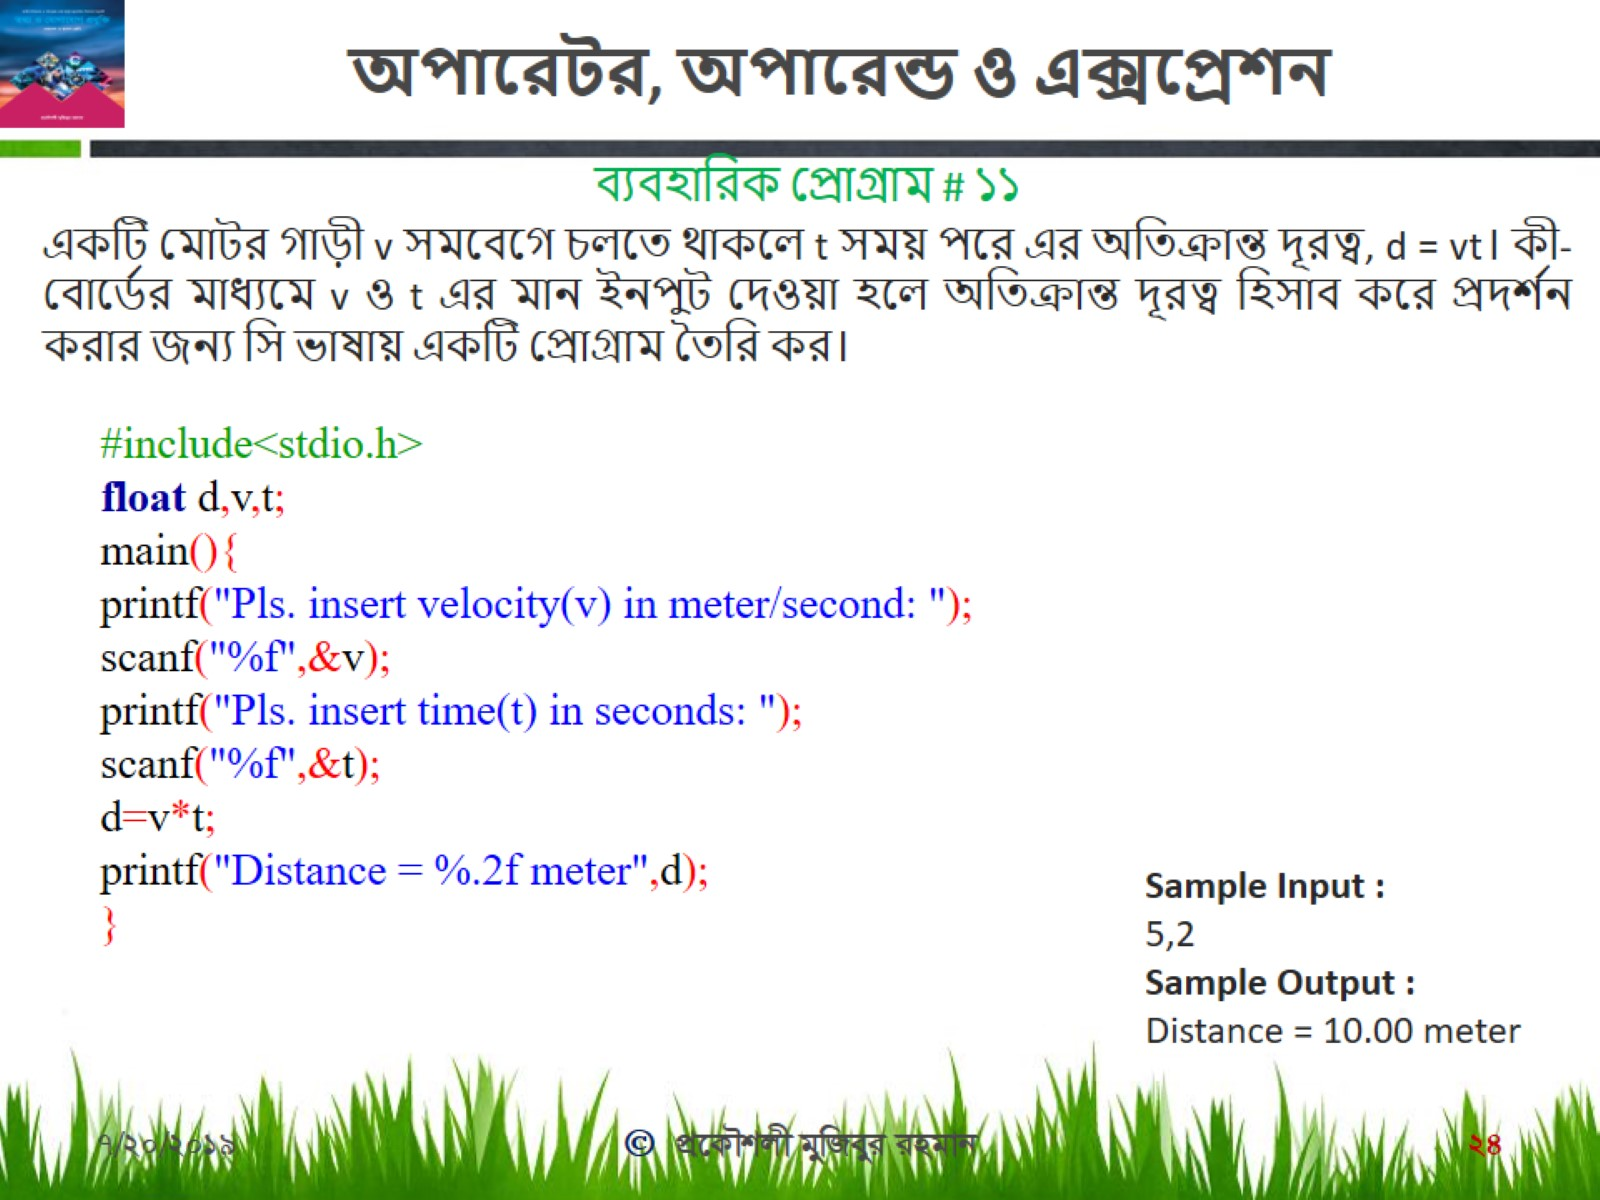 অপারেটর, অপারেন্ড ও এক্সপ্রেশন
ব্যবহারিক প্রোগ্রাম # ১১
একটি মোটর গাড়ী v সমবেগে চলতে থাকলে t সময় পরে এর অতিক্রান্ত দূরত্ব, d = vt। কী-
বোর্ডের মাধ্যমে v ও t এর মান ইনপুট দেওয়া হলে অতিক্রান্ত দূরত্ব হিসাব করে প্রদর্শন
করার জন্য সি ভাষায় একটি প্রোগ্রাম তৈরি কর।
#include<stdio.h>
float d,v,t;
main(){
printf("Pls. insert velocity(v) in meter/second: ");
scanf("%f",&v);
printf("Pls. insert time(t) in seconds: ");
scanf("%f",&t);
d=v*t;
printf("Distance = %.2f meter",d);
}
Sample Input :
5,2
Sample Output :
Distance = 10.00 meter
৭/২০/২০১৯
© প্রকৌশলী মুজিবুর রহমান
২৪